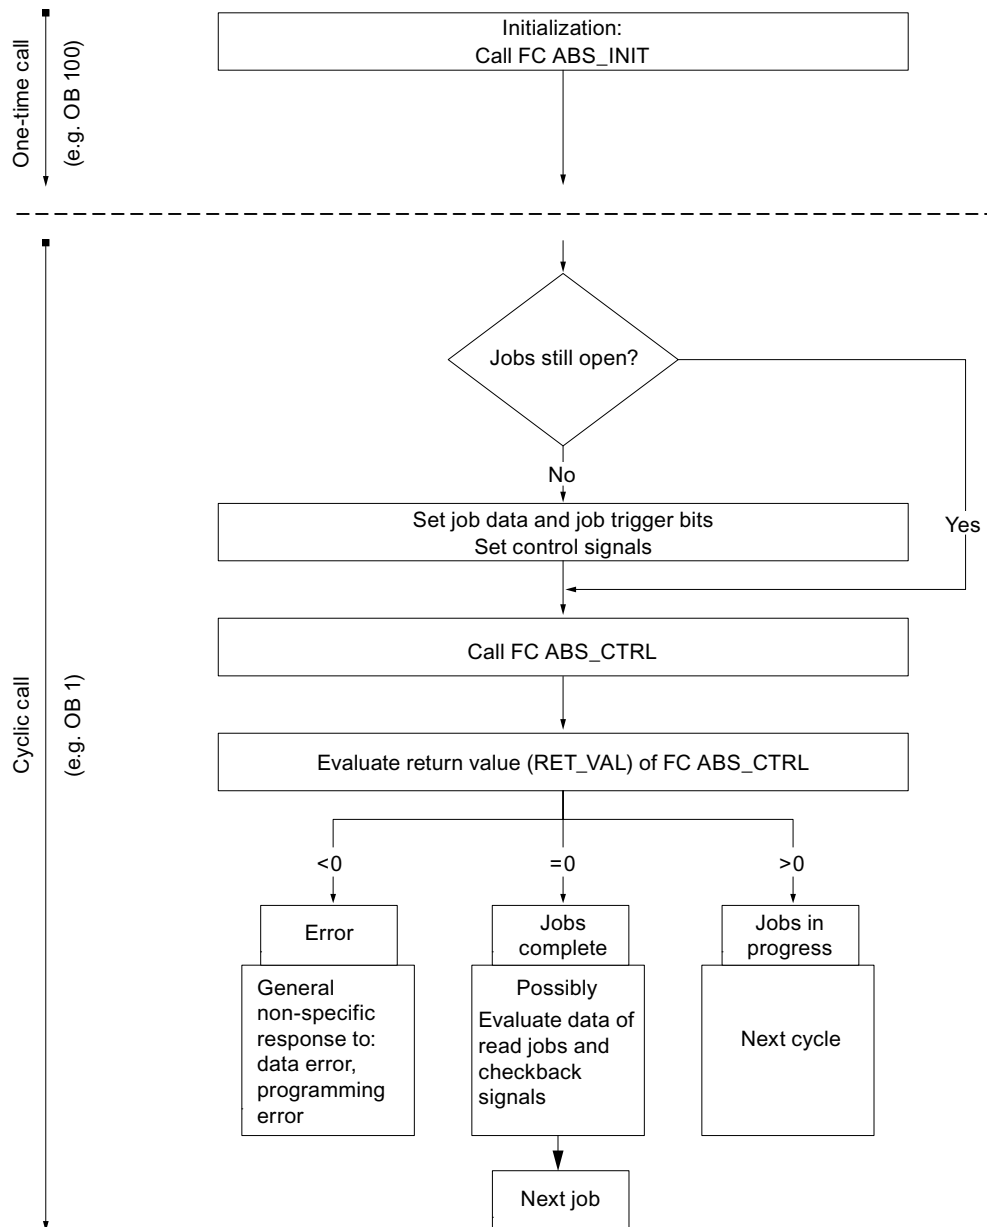 One-time call
(e.g. OB 100)
Initialization:
Call FC ABS_INIT
Cyclic call
(e.g. OB 1)
Jobs still open?
No
Yes
Set job data and job trigger bits
Set control signals
Call FC ABS_CTRL
Evaluate return value (RET_VAL) of FC ABS_CTRL
<0
=0
>0
Error
General
non-specific
response to:
data error,
programming
error
Jobs
complete
Possibly
Evaluate data of
read jobs and
checkback
signals
Next job
Jobs in
progress
Next cycle